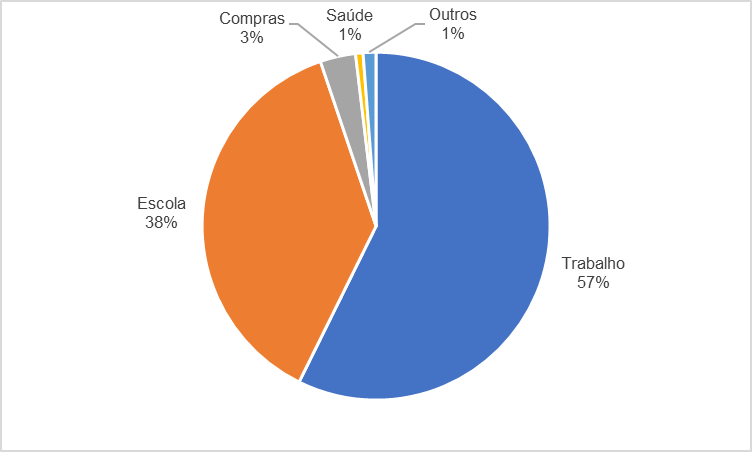 Compras
3%
Saúde
1%
Outros
1%
Escola
38%
Trabalho
57%